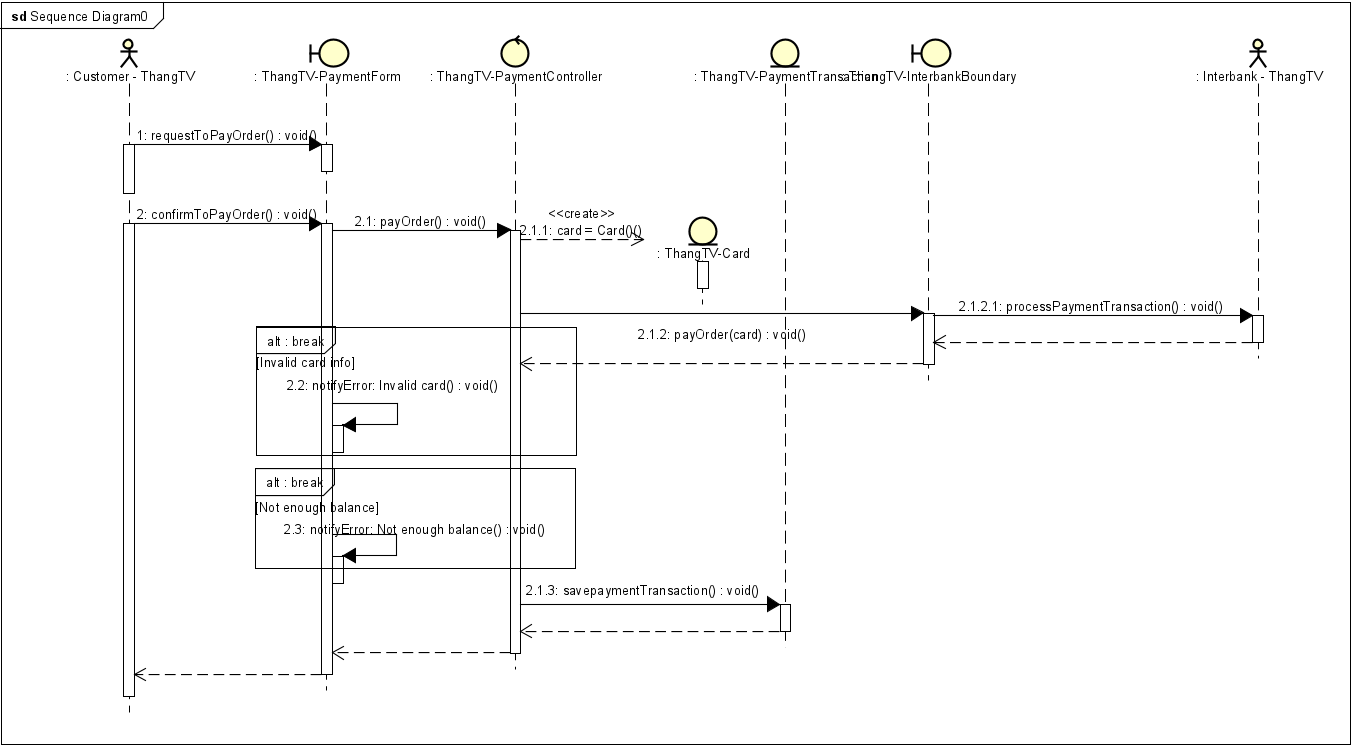 sd Sequence Diagram0
: Customer - ThangTV
: ThangTV-PaymentForm
: ThangTV-PaymentController
: ThangTV-PaymentTransaction
: ThangTV-InterbankBoundary
: Interbank - ThangTV
1: requestToPayOrder() : void()
2: confirmToPayOrder() : void()
2.1: payOrder() : void()
<<create>>
2.1.1: card = Card()()
: ThangTV-Card
2.1.2.1: processPaymentTransaction() : void()
2.1.2: payOrder(card) : void()
alt : break
[Invalid card info]
2.2: notifyError: Invalid card() : void()
alt : break
[Not enough balance]
2.3: notifyError: Not enough balance() : void()
2.1.3: savepaymentTransaction() : void()